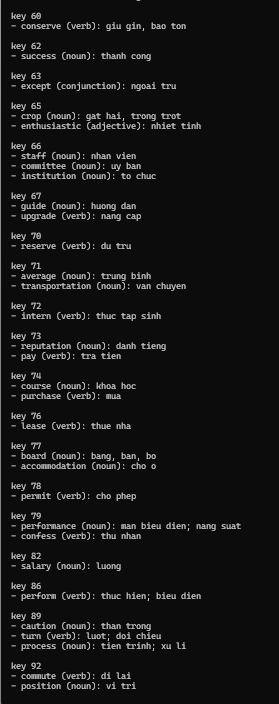 key 60
- conserve (verb): giu gin, bao ton
key 62
- success (noun): thanh cong
key 63
- except (conjunction): ngoai tru
key 65
- crop (noun): gat hai, trong trot
- enthusiastic (adjective): nhiet tinh
key 66
- staff (noun): nhan vien
- committee (noun): uy ban
- institution (noun): to chuc
key 67
- guide (noun): huong dan
- upgrade (verb): nang cap
key 70
- reserve (verb): du tru
key 71
- average (noun): trung binh
- transportation (noun): van chuyen
key 72
- intern (verb): thuc tap sinh
key 73
- reputation (noun): danh tieng
- pay (verb): tra tien
key 74
- course (noun): khoa hoc
- purchase (verb): mua
key 76
- lease (verb): thue nha
key 77
- board (noun): bang, ban, bo
- accommodation (noun): cho o
key 78
- permit (verb): cho phep
key 79
- performance (noun): man bieu dien; nang suat
- confess (verb): thu nhan
key 82
- salary (noun): luong
key 86
- perform (verb): thuc hien; bieu dien
key 89
- caution (noun): than trong
- turn (verb): luot; doi chieu
- process (noun): tien trinh; xu li
key 92
- commute (verb): di lai
- position (noun): vi tri